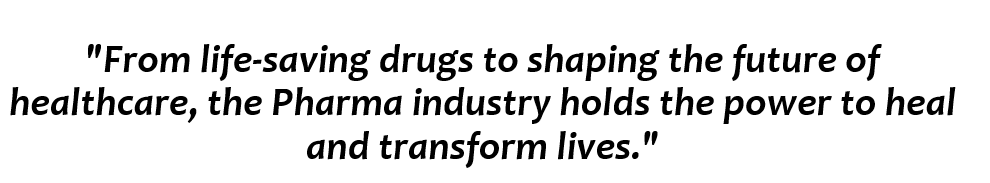 "From life-saving drugs to shaping the future of
healthcare, the Pharma industry holds the power to heal
and transform lives."